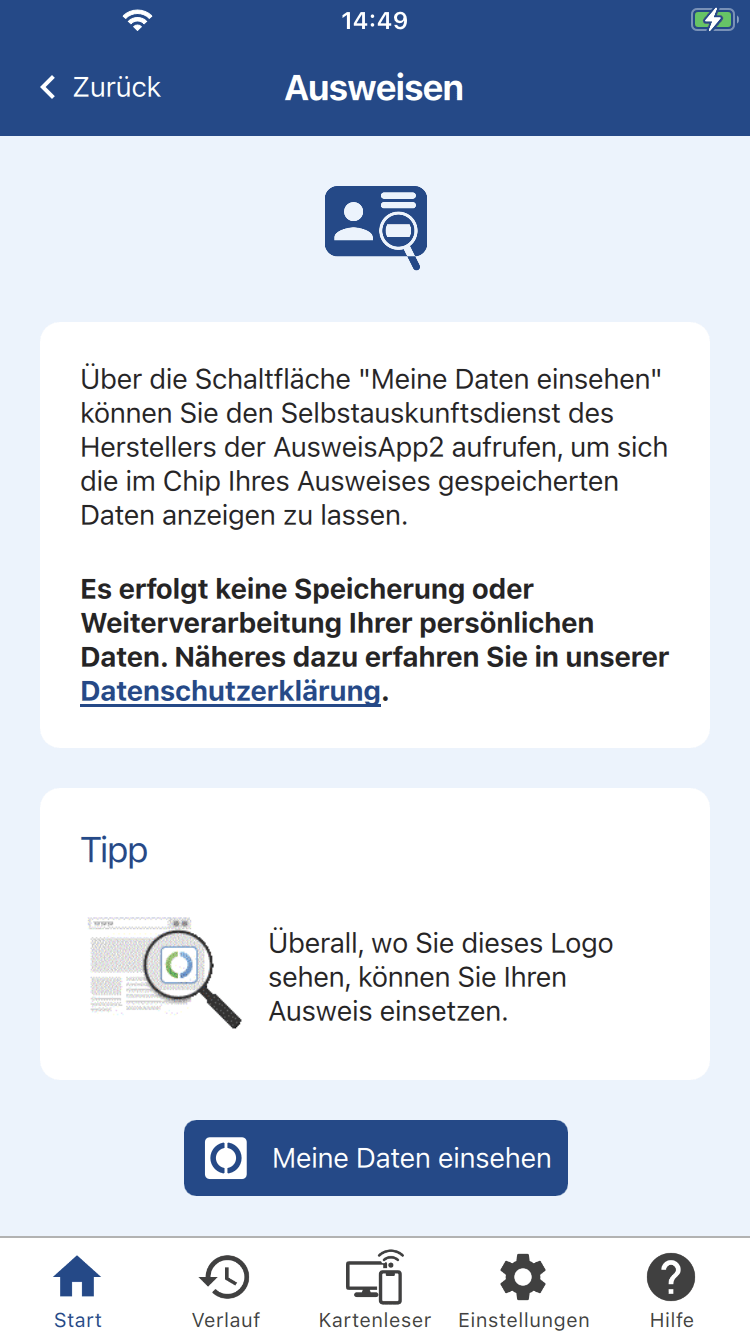 14:49
Zurück
Ausweisen
Über die Schaltfläche "Meine Daten einsehen"
können Sie den Selbstauskunftsdienst des
Herstellers der AusweisApp2 aufrufen, um sich
die im Chip Ihres Ausweises gespeicherten
Daten anzeigen zu lassen.
Es erfolgt keine Speicherung oder
Weiterverarbeitung Ihrer persönlichen
Daten. Näheres dazu erfahren Sie in unserer
Datenschutzerklärung.
Tipp
www
Überall, wo Sie dieses Logo
sehen, können Sie Ihren
Ausweis einsetzen.
Meine Daten einsehen
Start
Verlauf
Kartenleser
Einstellungen
Hilfe